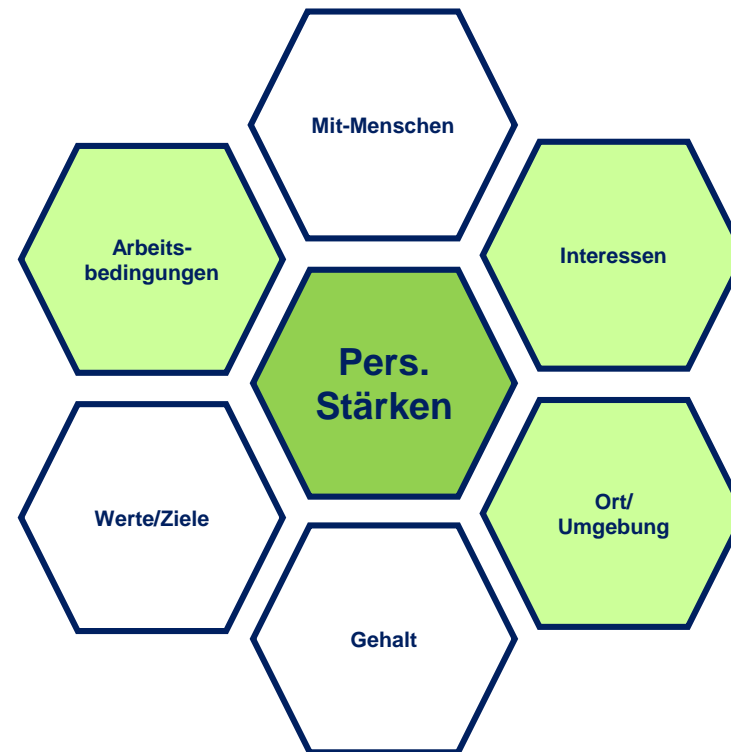 Mit-Menschen
Arbeits-
bedingungen
Interessen
Pers.
Stärken
Werte/Ziele
Ort/
Umgebung
Gehalt